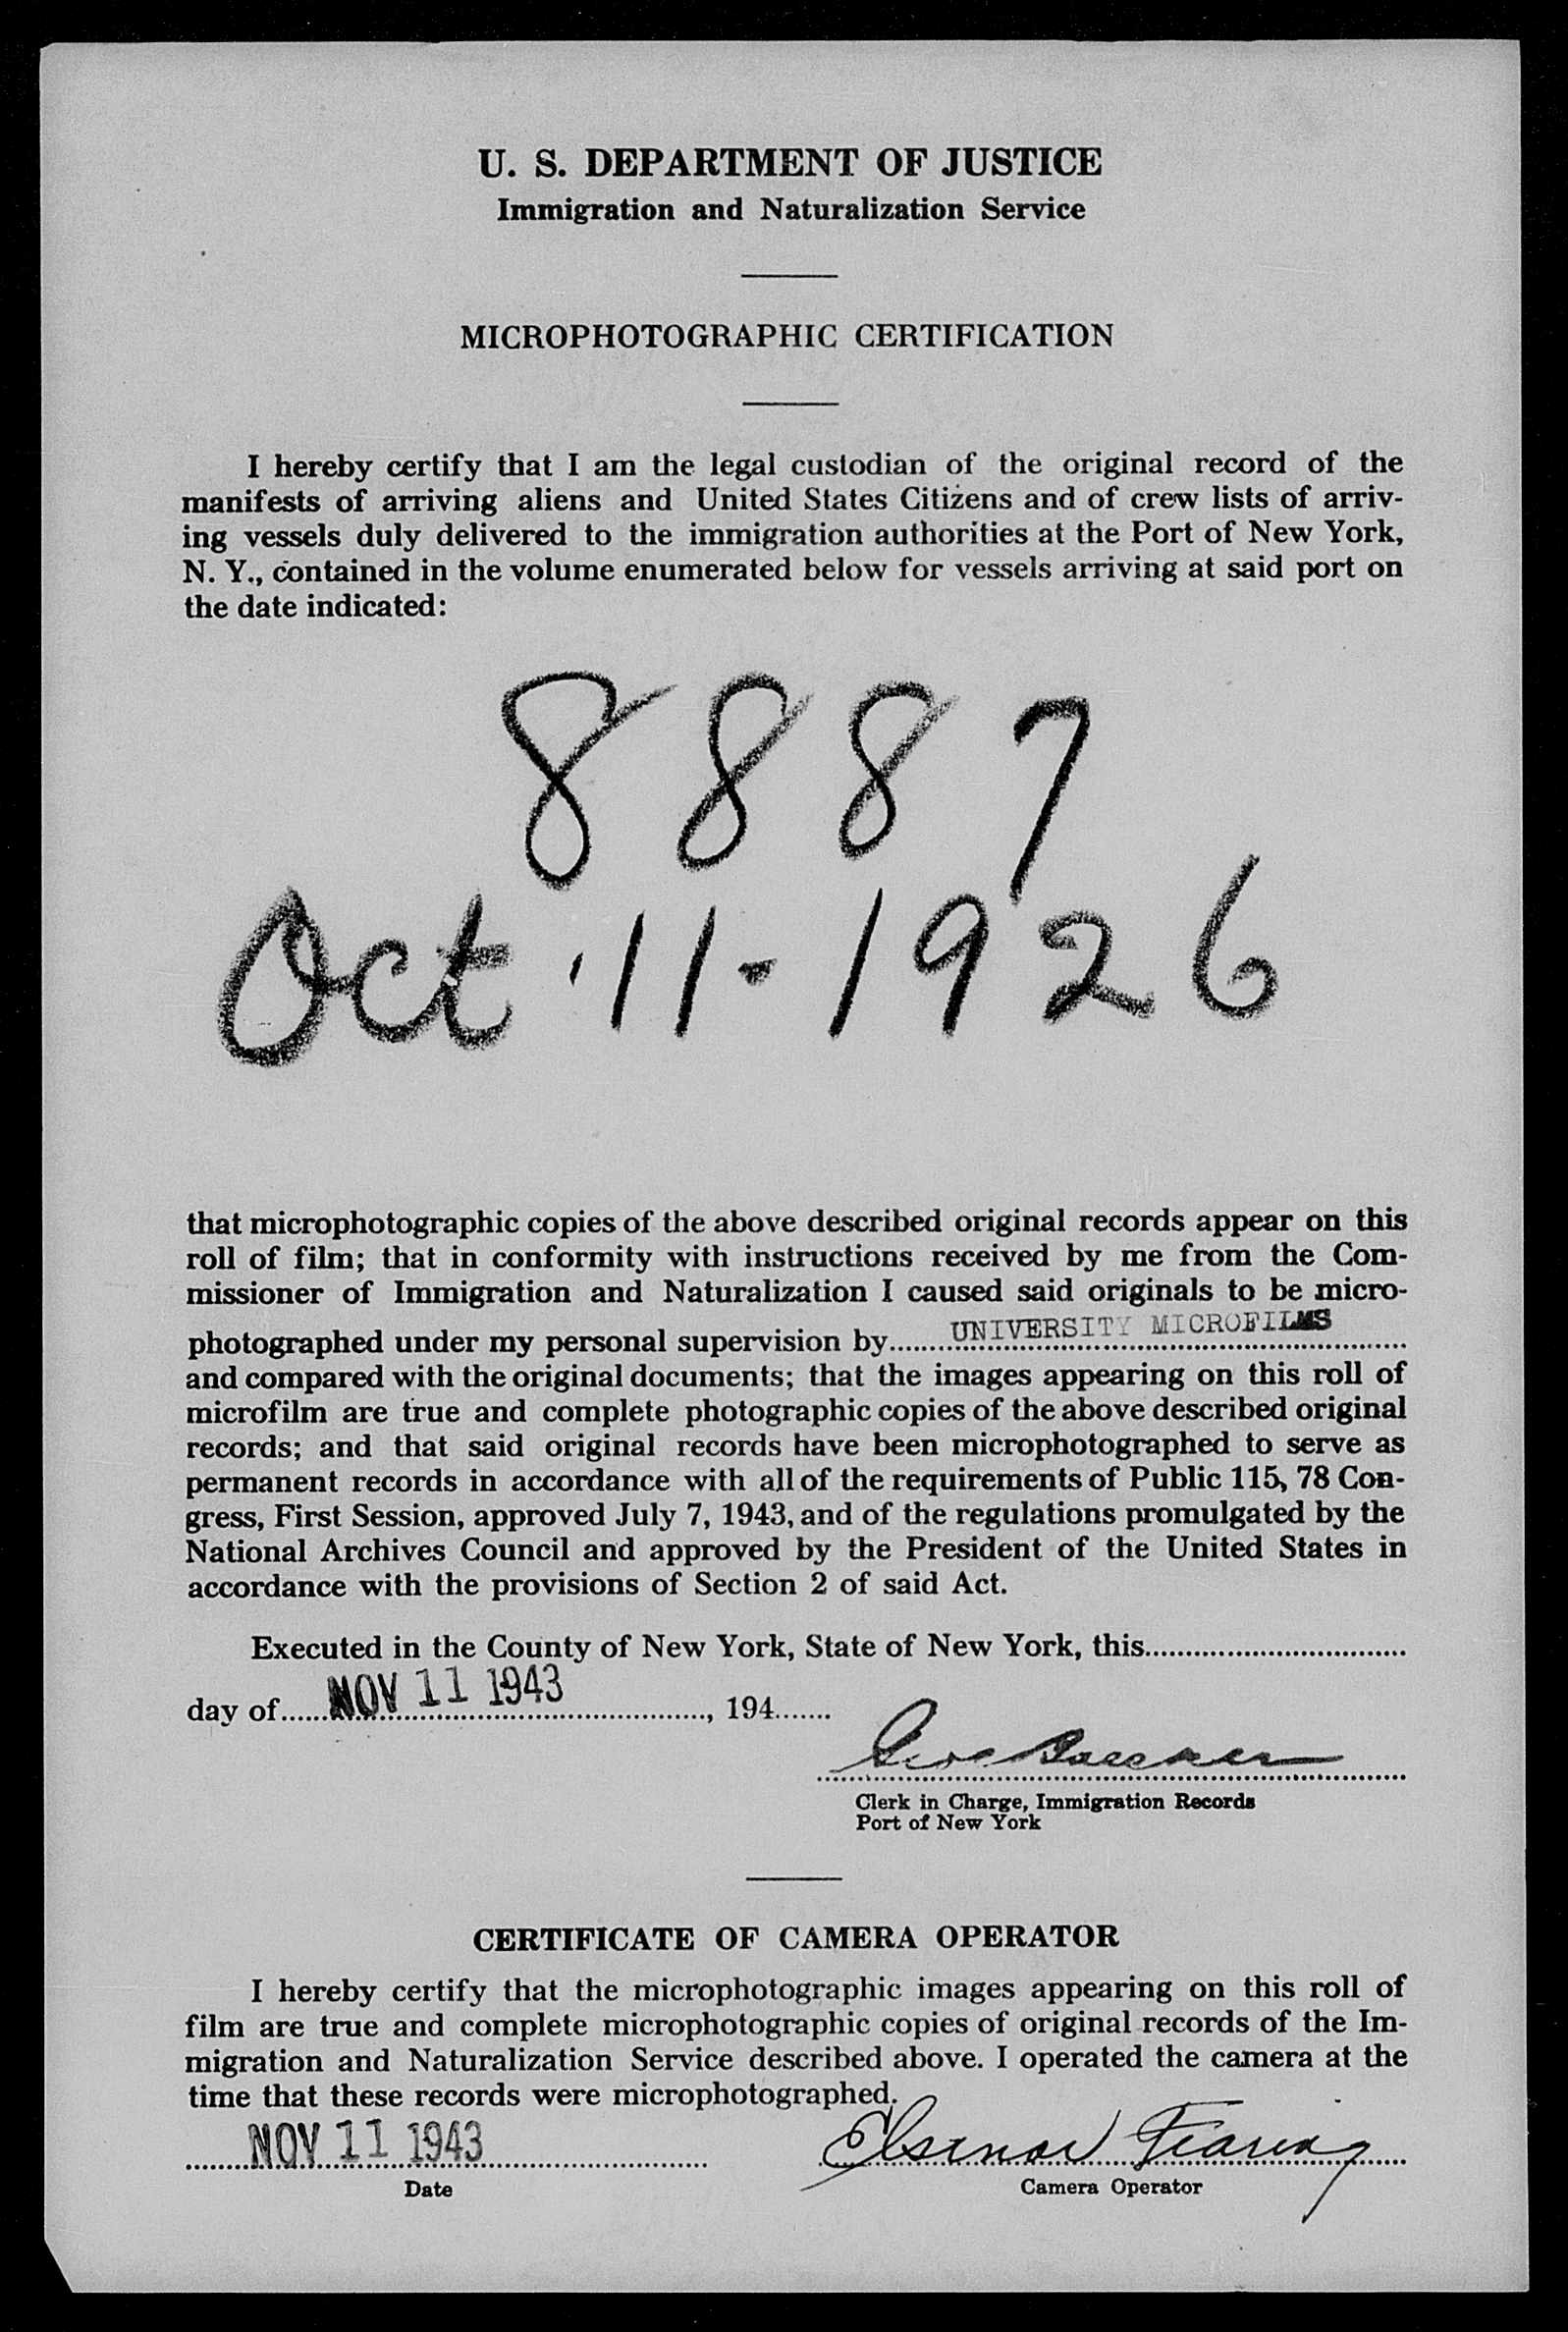 U. S. DEPARTMENT OF JUSTICE
Immigration and Naturalization Service
MICROPHOTOGRAPHIC CERTIFICATION
I hereby certify that I am the legal custodian of the original record of the
manifests of arriving aliens and United States Citizens and of crew lists of arriv-
ing vessels duly delivered to the immigration authorities at the Port of New York,
N. Y., contained in the volume enumerated below for vessels arriving at said port on
the date indicated:
8887
Oct. 11-1926
that microphotographic copies of the above described original records appear on this
roll of film; that in conformity with instructions received by me from the Com-
missioner of Immigration and Naturalization I caused said originals to be micro-
photographed under my personal supervision by UNIVERSITY MICROFILMS
and compared with the original documents; that the images appearing on this roll of
microfilm are true and complete photographic copies of the above described original
records; and that said original records have been microphotographed to serve as
permanent records in accordance with all of the requirements of Public 115, 78 Con-
gress, First Session, approved July 7, 1943, and of the regulations promulgated by the
National Archives Council and approved by the President of the United States in
accordance with the provisions of Section 2 of said Act.
Executed in the County of New York, State of New York, this
day of NOV 11 1943, 194
Clerk in Charge, Immigration Records
Port of New York
CERTIFICATE OF CAMERA OPERATOR
I hereby certify that the microphotographic images appearing on this roll of
film are true and complete microphotographic copies of original records of the Im-
migration and Naturalization Service described above. I operated the camera at the
time that these records were microphotographed.
NOV 11 1943
Date
Camera Operator